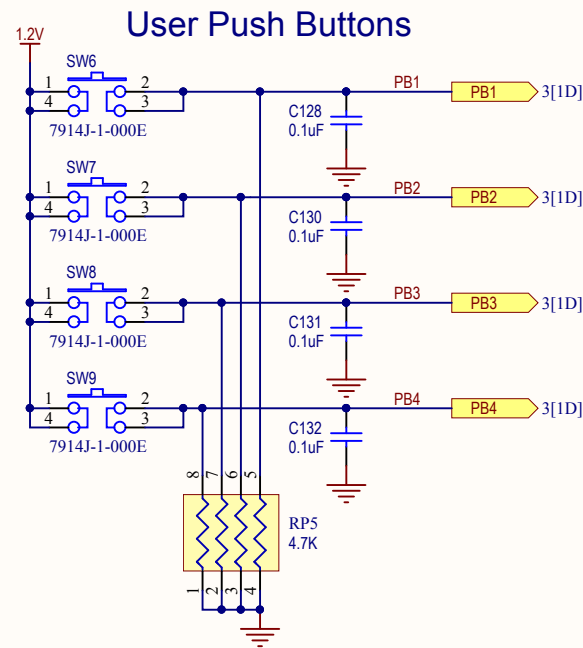 User Push Buttons
1.2V
SW6
1 2
4 3
7914J-1-000E
C128
0.1uF
PB1
PB1
3[1D]
SW7
1 2
4 3
7914J-1-000E
C130
0.1uF
PB2
PB2
3[1D]
SW8
1 2
4 3
7914J-1-000E
C131
0.1uF
PB3
PB3
3[1D]
SW9
1 2
4 3
7914J-1-000E
C132
0.1uF
PB4
PB4
3[1D]
8 7 6 5
RP5
4.7K
1 2 3 4